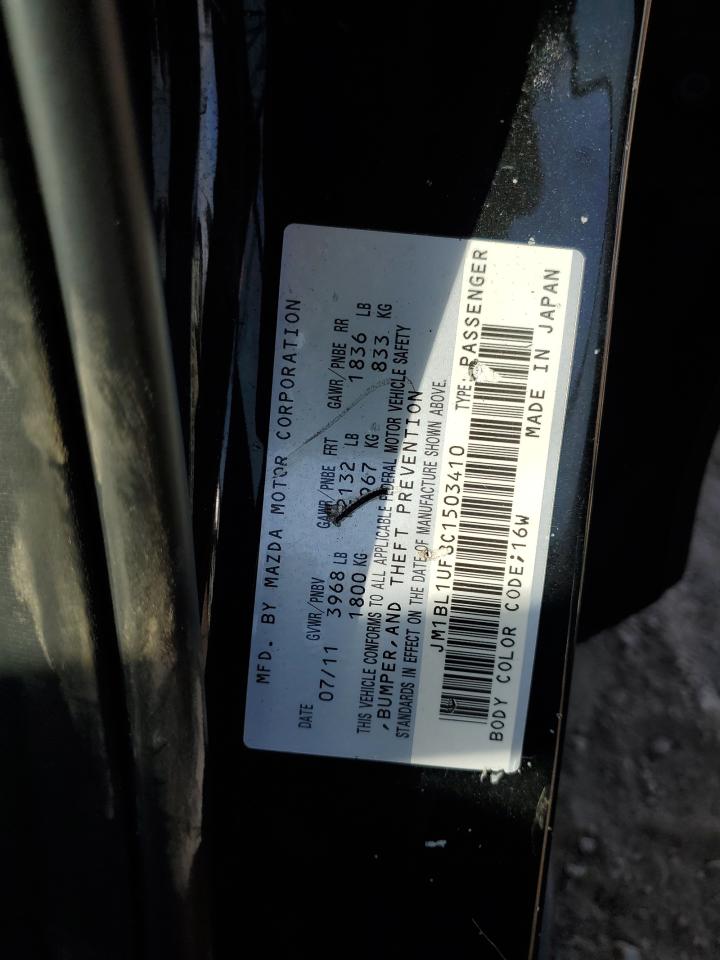 MFD. BY MAZDA MOTOR CORPORATION
DATE GVWR/PNBV GAWR/PNBE FRT GAWR/PNBE RR
07/11 3968 LB 2132 LB 1836 LB
1800 KG 967 KG 833 KG
THIS VEHICLE CONFORMS TO ALL APPLICABLE FEDERAL MOTOR VEHICLE SAFETY
,BUMPER,AND THEFT PREVENTION
STANDARDS IN EFFECT ON THE DATE OF MANUFACTURE SHOWN ABOVE.
JM1BL1UF8C1503410 TYPE: PASSENGER
BODY COLOR CODE;16W MADE IN JAPAN